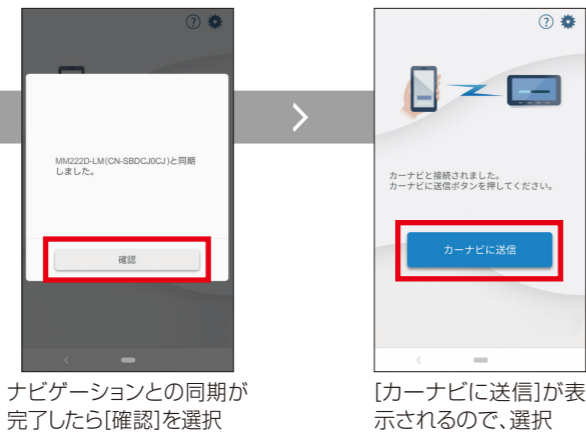 MM222D-LM(CN-SBDCJ0CJ)と同期
しました。
確認
ナビゲーションとの同期が
完了したら[確認]を選択
?
カーナビと接続されました。
カーナビに送信ボタンを押してください。
カーナビに送信
[カーナビに送信]が表
示されるので、選択